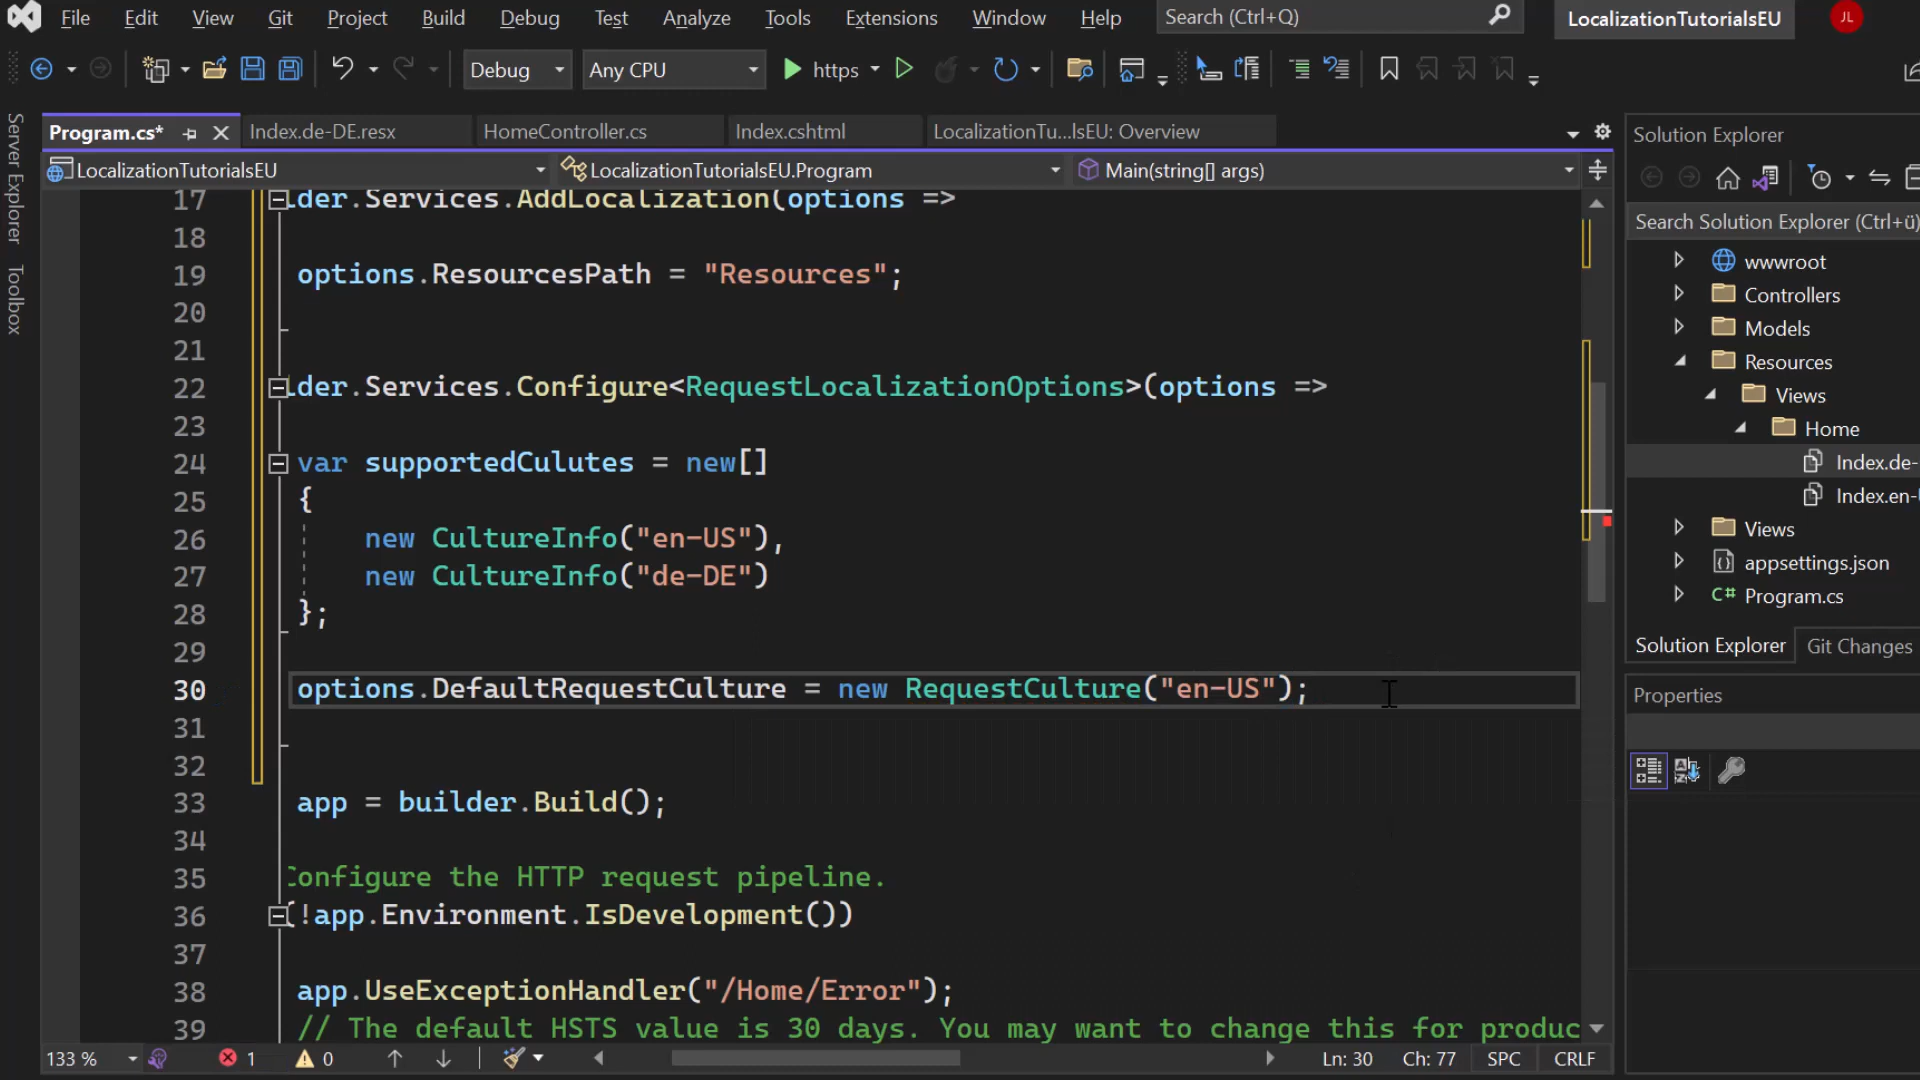 File Edit View Git Project Build Debug Test Analyze Tools Extensions Window Help Search (Ctrl+Q) LocalizationTutorialsEU JL
Debug Any CPU https
Program.cs* Index.de-DE.resx HomeController.cs Index.cshtml LocalizationTu...lsEU: Overview
LocalizationTutorialsEU LocalizationTutorialsEU.Program Main(string[] args)
Server Explorer
Toolbox
17 lder.Services.AddLocalization(options =>
18
19 options.ResourcesPath = "Resources";
20
21
22 lder.Services.Configure<RequestLocalizationOptions>(options =>
23
24 var supportedCulutes = new[]
25 {
26 new CultureInfo("en-US"),
27 new CultureInfo("de-DE")
28 };
29
30 options.DefaultRequestCulture = new RequestCulture("en-US");
31
32
33 app = builder.Build();
34
35 Configure the HTTP request pipeline.
36 (!app.Environment.IsDevelopment())
37
38 app.UseExceptionHandler("/Home/Error");
39 // The default HSTS value is 30 days. You may want to change this for produc
133 % 1 0 Ln: 30 Ch: 77 SPC CRLF
Solution Explorer
Search Solution Explorer (Ctrl+ü)
wwwroot
Controllers
Models
Resources
Views
Home
Index.de-
Index.en-U
Views
appsettings.json
C# Program.cs
Solution Explorer Git Changes
Properties